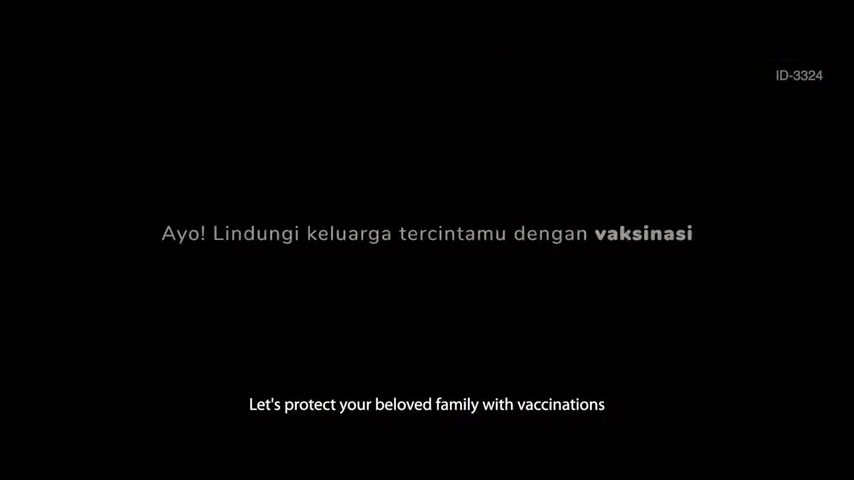 ID-3324
Ayo! Lindungi keluarga tercintamu dengan vaksinasi
Let's protect your beloved family with vaccinations